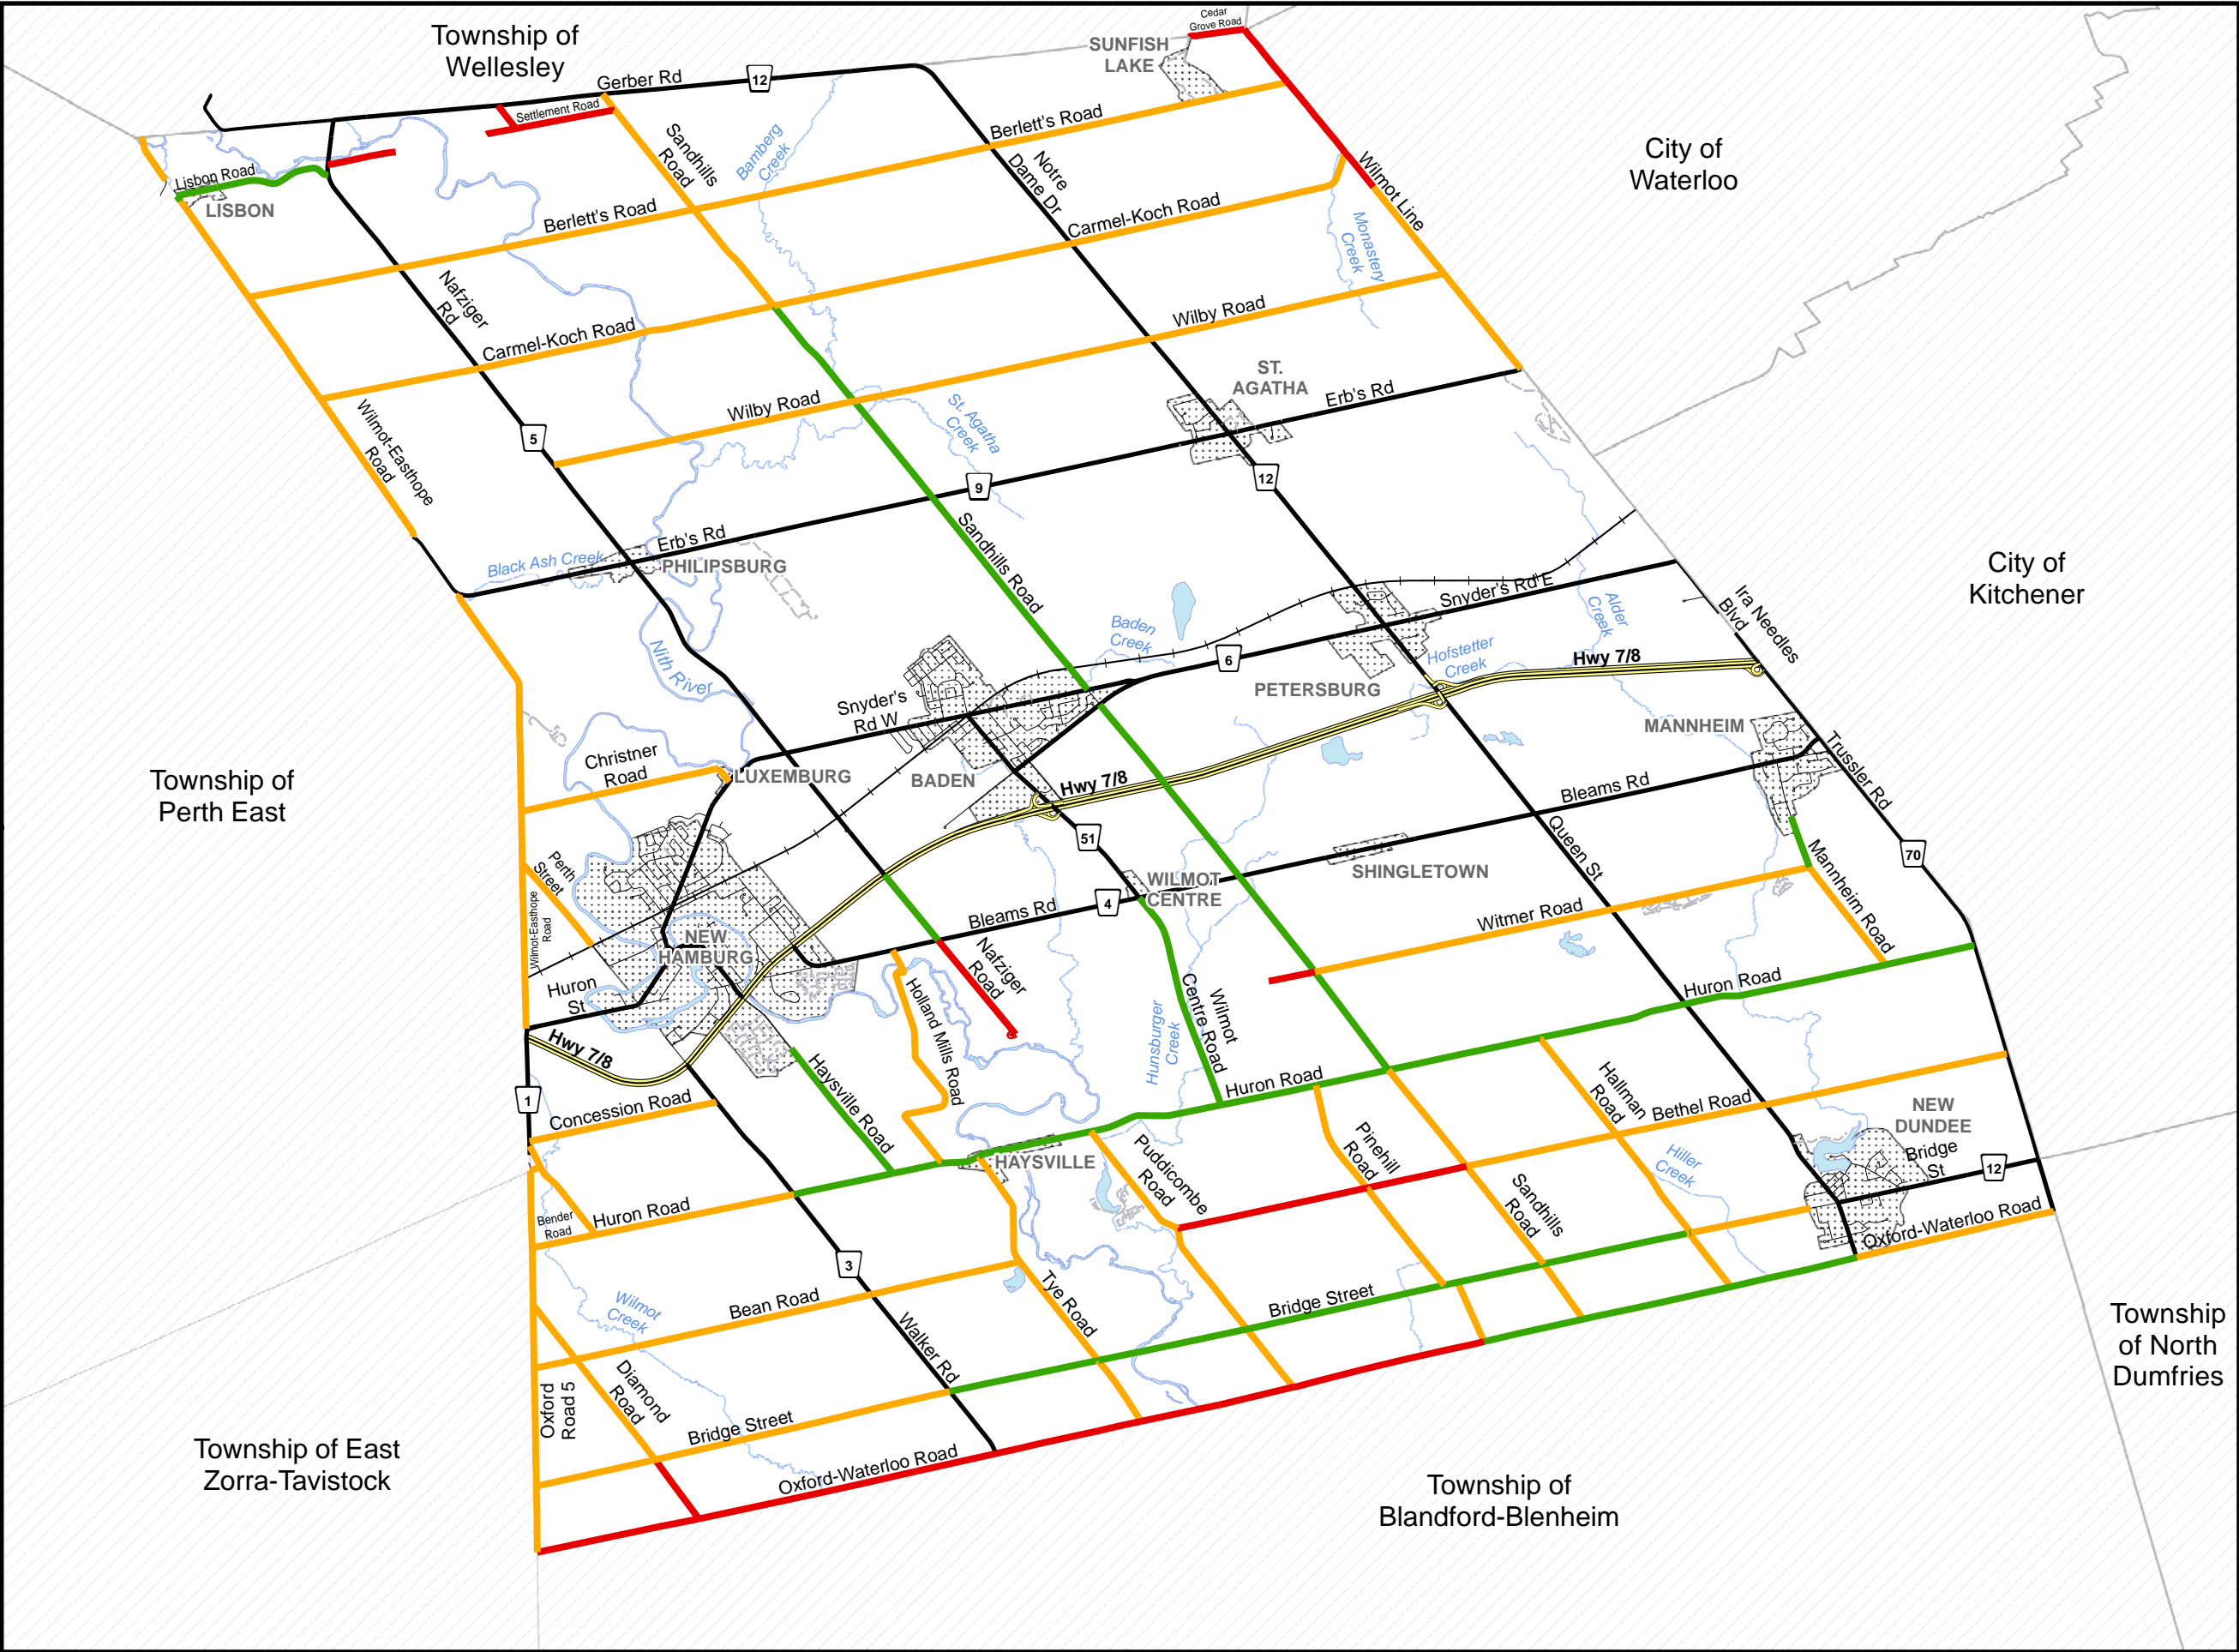 Cedar
Grove Road
Township of
Wellesley
SUNFISH
LAKE
Gerber Rd
12
Settlement Road
Sandhills
Road
Bamberg
Creek
Berlett's Road
Notre
Dame Dr
City of
Waterloo
Wilmot Line
Lisbon Road
LISBON
Berlett's Road
Carmel-Koch Road
Monastery
Creek
Nafziger
Rd
Carmel-Koch Road
Wilby Road
ST.
AGATHA
Erb's Rd
Wilmot-Easthope
Road
5
Wilby Road
St. Agatha
Creek
9
12
Sandhills Road
Erb's Rd
Black Ash Creek
PHILIPSBURG
City of
Kitchener
Snyder's Rd E
Alder
Creek
Ira Needles
Blvd
Baden
Creek
Nith River
6
Hofstetter
Creek
Hwy 7/8
PETERSBURG
Snyder's
Rd W
MANNHEIM
Trussler Rd
Christner
Road
LUXEMBURG
BADEN
Hwy 7/8
Township of
Perth East
Bleams Rd
51
Queen St
Mannheim Road
70
Perth
Street
SHINGLETOWN
WILMOT
CENTRE
4
Bleams Rd
Witmer Road
Wilmot-Easthope
Road
NEW
HAMBURG
Nafziger
Road
Huron
St
Holland Mills Road
Wilmot
Centre Road
Hunsburger
Creek
Huron Road
Hwy 7/8
Haysville Road
Huron Road
Hallman
Road
1
Concession Road
Bethel Road
NEW
DUNDEE
Bridge
St
12
Pinehill
Road
Puddicombe
Road
HAYSVILLE
Hiller
Creek
Sandhills
Road
Bender
Road
Huron Road
Oxford-Waterloo Road
3
Tye Road
Wilmot
Creek
Bean Road
Bridge Street
Walker Rd
Township
of North
Dumfries
Oxford
Road 5
Diamond
Road
Bridge Street
Township of East
Zorra-Tavistock
Oxford-Waterloo Road
Township of
Blandford-Blenheim